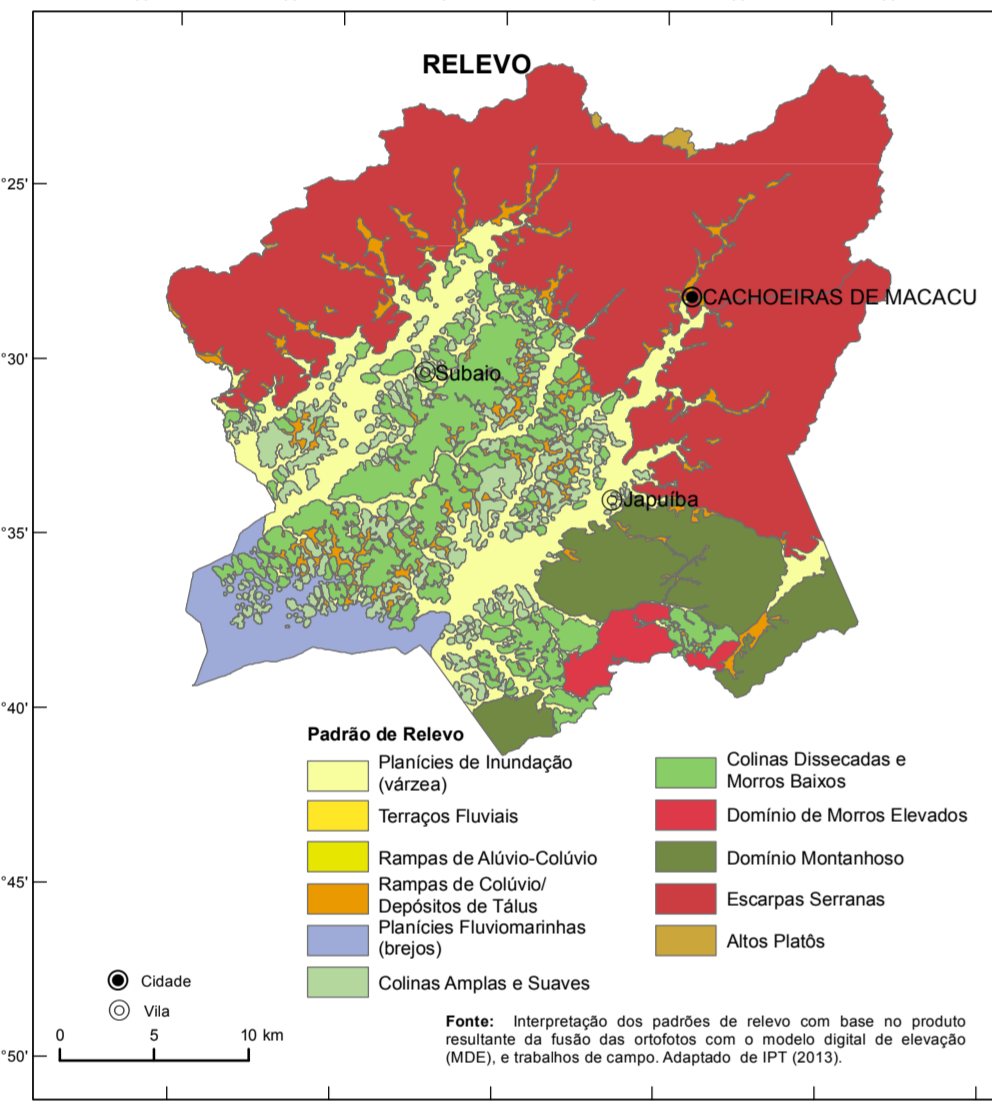 RELEVO
°25'
CACHOEIRAS DE MACACU
°30'
Subaio
Japuíba
°35'
°40'
Padrão de Relevo
Planícies de Inundação
(várzea)
Terraços Fluviais
Rampas de Alúvio-Colúvio
Rampas de Colúvio/
Depósitos de Tálus
Planícies Fluviomarinhas
(brejos)
Colinas Amplas e Suaves
Colinas Dissecadas e
Morros Baixos
Domínio de Morros Elevados
Domínio Montanhoso
Escarpas Serranas
Altos Platôs
°45'
Cidade
Vila
0 5 10 km
°50'
Fonte: Interpretação dos padrões de relevo com base no produto
resultante da fusão das ortofotos com o modelo digital de elevação
(MDE), e trabalhos de campo. Adaptado de IPT (2013).